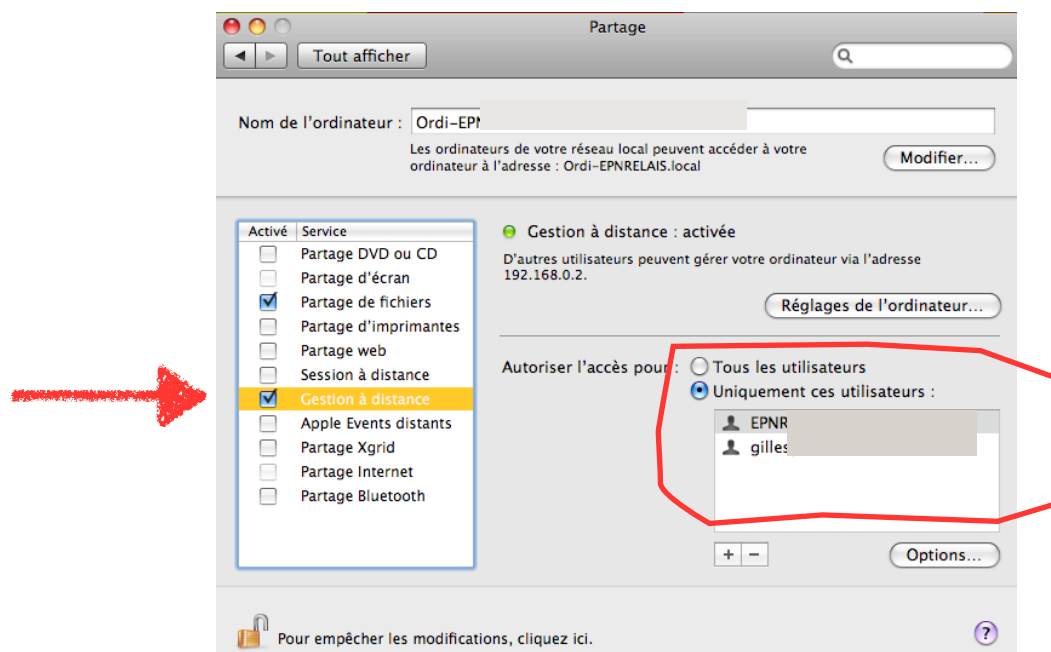 Partage
Tout afficher
Nom de l'ordinateur :
Les ordinateurs de votre réseau local peuvent accéder à votre
ordinateur à l'adresse : Ordi-EPNRELAIS.local
Modifier...
Activé Service
Partage DVD ou CD
Partage d'écran
Partage de fichiers
Partage d'imprimantes
Partage web
Session à distance
Gestion à distance
Apple Events distants
Partage Xgrid
Partage Internet
Partage Bluetooth
Gestion à distance : activée
D'autres utilisateurs peuvent gérer votre ordinateur via l'adresse
192.168.0.2.
Réglages de l'ordinateur...
Autoriser l'accès pour : Tous les utilisateurs
Uniquement ces utilisateurs :
gilles
+ −
Options...
Pour empêcher les modifications, cliquez ici.
?